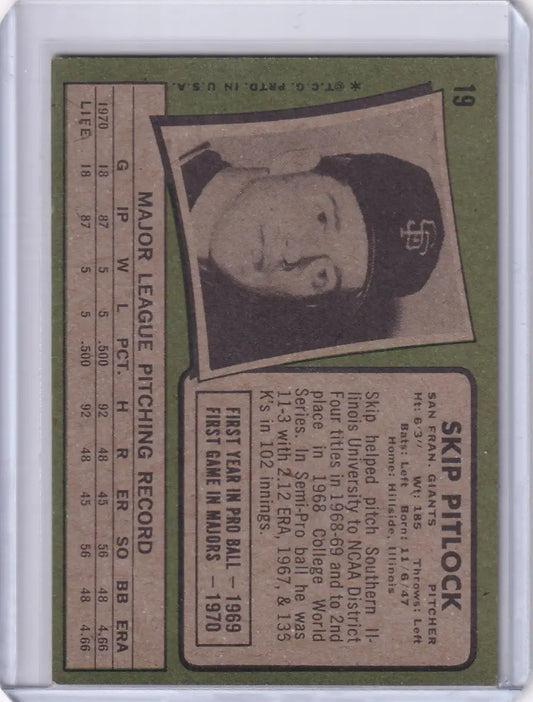 19
SKIP PITLOCK
SAN FRAN. GIANTS PITCHER
Ht: 6'3" Wt: 185 Throws: Left
Bats: Left Born: 11/6/47
Home: Hillside, Illinois
Skip helped pitch Southern Il-
linois University to NCAA District
Four titles in 1968-69 and to 2nd
place in 1968 College World
Series. In Semi-Pro ball he was
11-3 with 2.12 ERA, 1967, & 135
K's in 102 innings.
FIRST YEAR IN PRO BALL — 1969
FIRST GAME IN MAJORS — 1970
SF
MAJOR LEAGUE PITCHING RECORD
G IP W L PCT. H R ER SO BB ERA
1970 18 87 5 5 .500 92 48 45 56 48 4.66
LIFE 18 87 5 5 .500 92 48 45 56 48 4.66
*©T.C.G. PRTD. IN U.S.A.